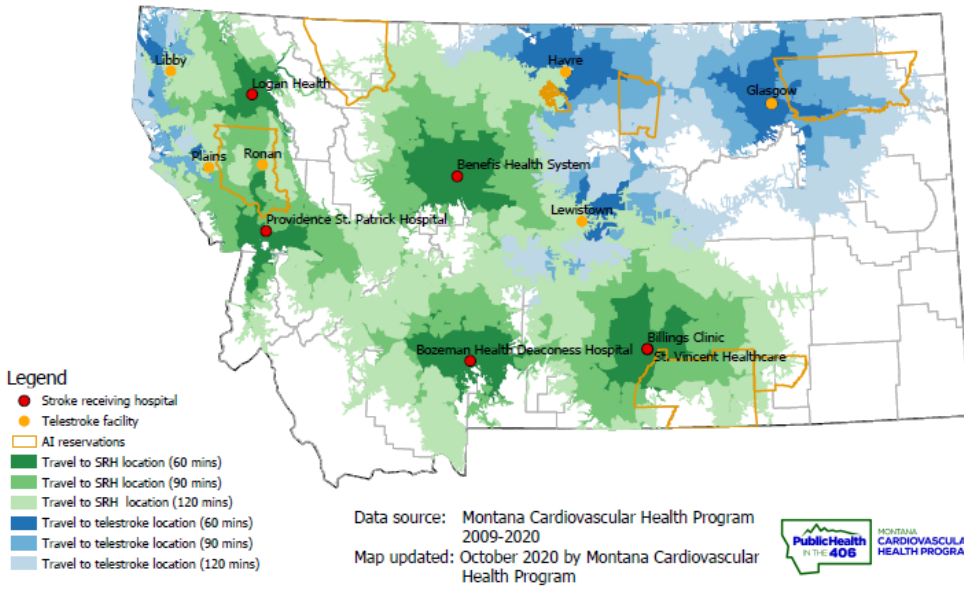 Libby
Havre
Logan Health
Glasgow
Plains
Ronan
Benefis Health System
Lewistown
Providence St. Patrick Hospital
Billings Clinic
Bozeman Health Deaconess Hospital
St. Vincent Healthcare
Legend
Stroke receiving hospital
Telestroke facility
AI reservations
Travel to SRH location (60 mins)
Travel to SRH location (90 mins)
Travel to SRH location (120 mins)
Travel to telestroke location (60 mins)
Travel to telestroke location (90 mins)
Travel to telestroke location (120 mins)
Data source: Montana Cardiovascular Health Program
2009-2020
Map updated: October 2020 by Montana Cardiovascular
Health Program
PublicHealth
IN THE 406
MONTANA
CARDIOVASCULAR
HEALTH PROGRAM